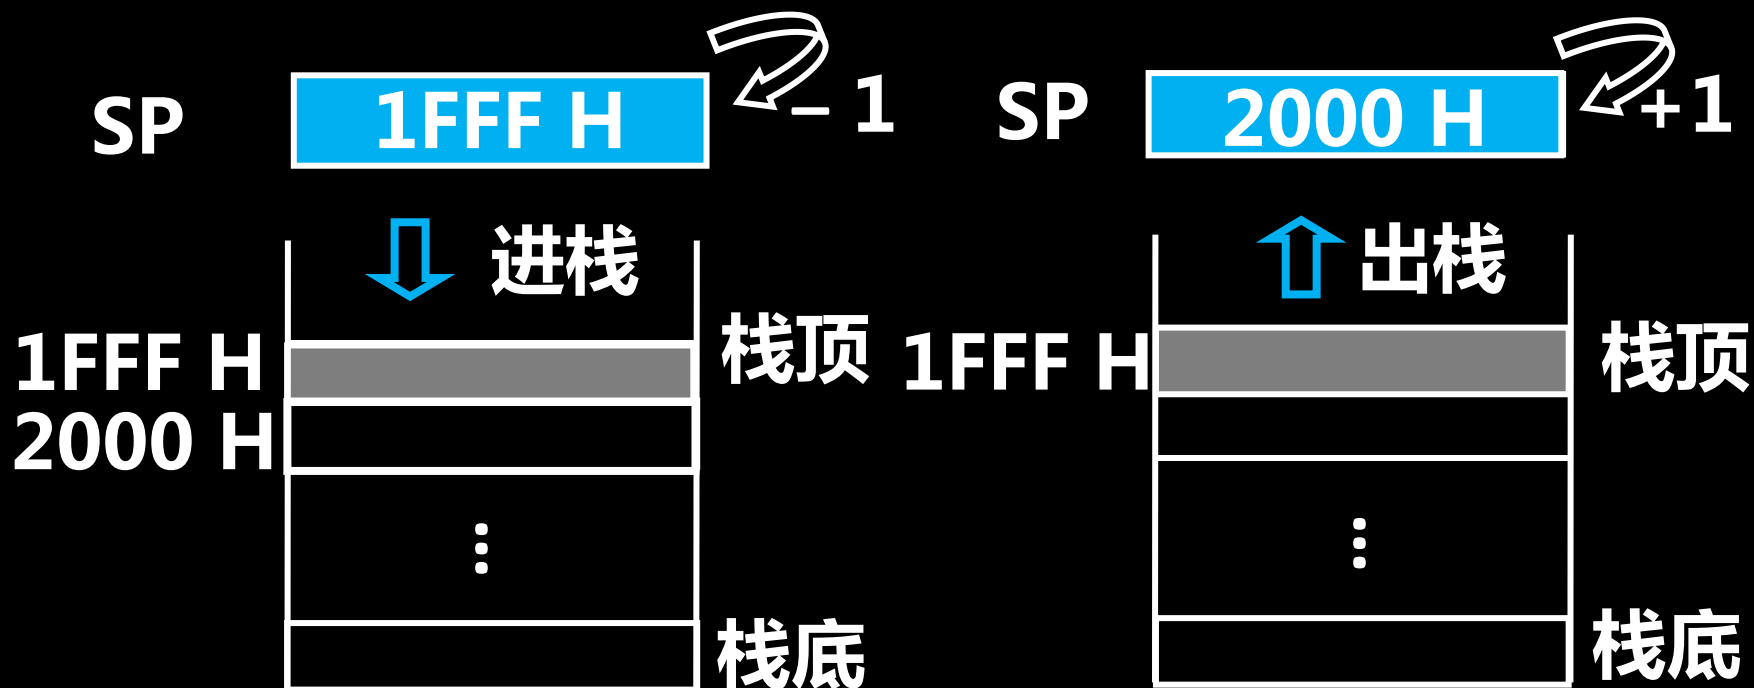 SP 1FFF H - 1
进栈
1FFF H 栈顶
2000 H
⋮
栈底
SP 2000 H +1
出栈
1FFF H 栈顶
⋮
栈底